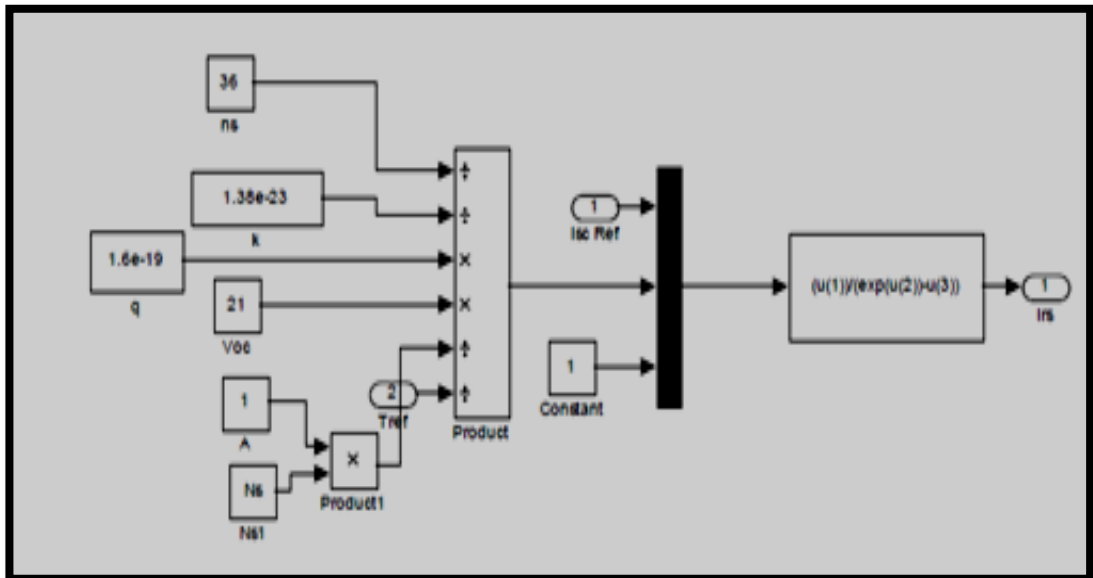 36
ns
1.38e-23
k
1.6e-19
q
21
Voc
1
A
Ns
Ns1
×
Product1
2
Tref
÷
÷
×
×
÷
÷
Product
1
Isc Ref
1
Constant
(u(1))/(exp(u(2))-u(3))
1
Irs